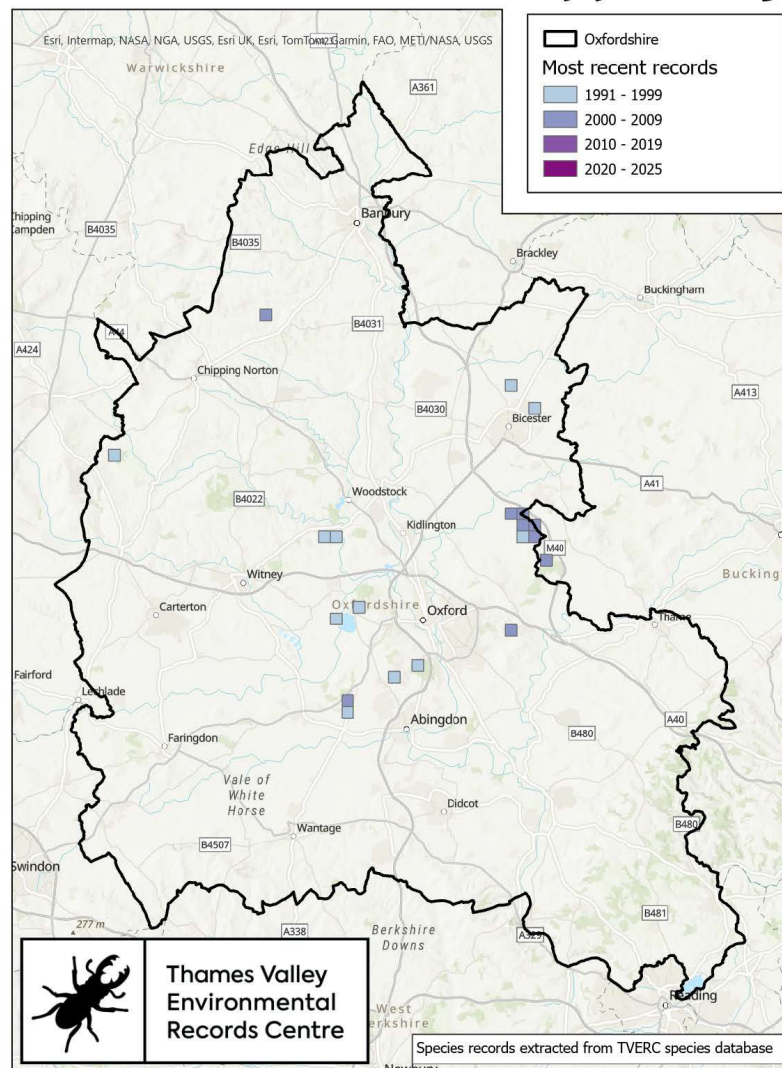 Esri, Intermap, NASA, NGA, USGS, Esri UK, Esri, TomTom, Garmin, FAO, METI/NASA, USGS
Oxfordshire
Most recent records
1991 - 1999
2000 - 2009
2010 - 2019
2020 - 2025
Warwickshire
A361
Edge Hill
Chipping
Campden
B4035
B4035
Banbury
Brackley
Buckingham
A44
B4031
A424
Chipping Norton
B4030
A413
Bicester
A41
B4022
Woodstock
Kidlington
M40
Witney
Bucking
Carterton
Oxfordshire
Oxford
Thame
Fairford
Lechlade
A40
Abingdon
B480
Faringdon
Vale of
White
Horse
Didcot
B480
Wantage
B4507
Swindon
277 m
A338
Berkshire
Downs
A329
B481
Reading
West
erkshire
Thames Valley
Environmental
Records Centre
Species records extracted from TVERC species database